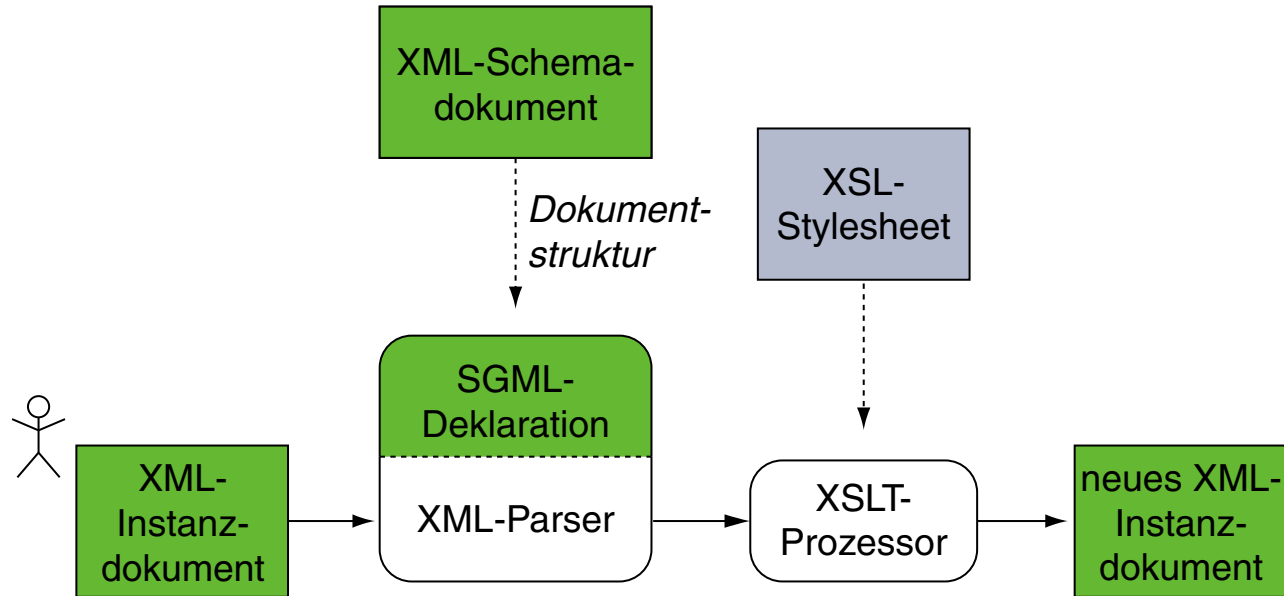 XML-Schema-
dokument
XSL-
Stylesheet
Dokument-
struktur
SGML-
Deklaration
XML-Parser
XML-
Instanz-
dokument
XSLT-
Prozessor
neues XML-
Instanz-
dokument